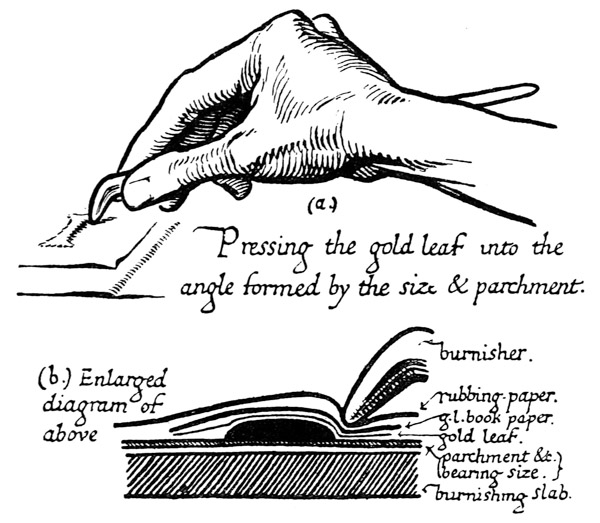 (a.)
Pressing the gold leaf into the
angle formed by the size & parchment.
(b.) Enlarged
diagram of
above
burnisher.
rubbing-paper.
g.l. book paper.
gold leaf.
parchment &c.
(bearing size.)
burnishing slab.